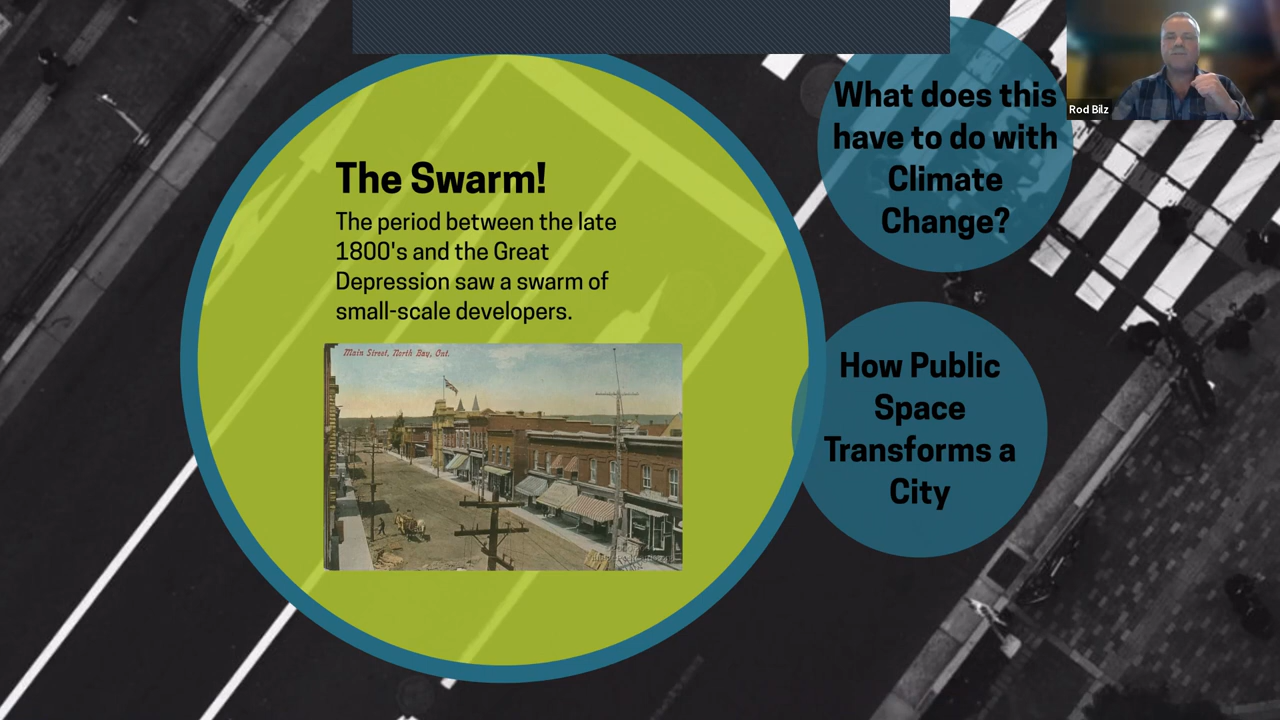 The Swarm!
The period between the late
1800's and the Great
Depression saw a swarm of
small-scale developers.
Main Street, North Bay, Ont.
What does this
have to do with
Climate
Change?
How Public
Space
Transforms a
City
Rod Bilz